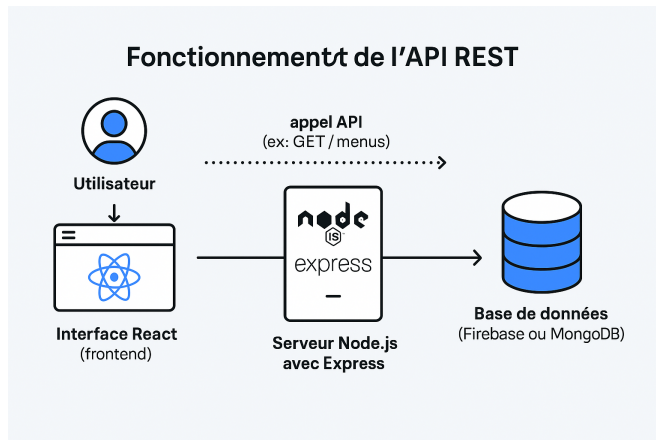 Fonctionnementt de l'API REST
appel API
(ex: GET / menus)
Utilisateur
node
JS
express
Interface React
(frontend)
Serveur Node.js
avec Express
Base de données
(Firebase ou MongoDB)